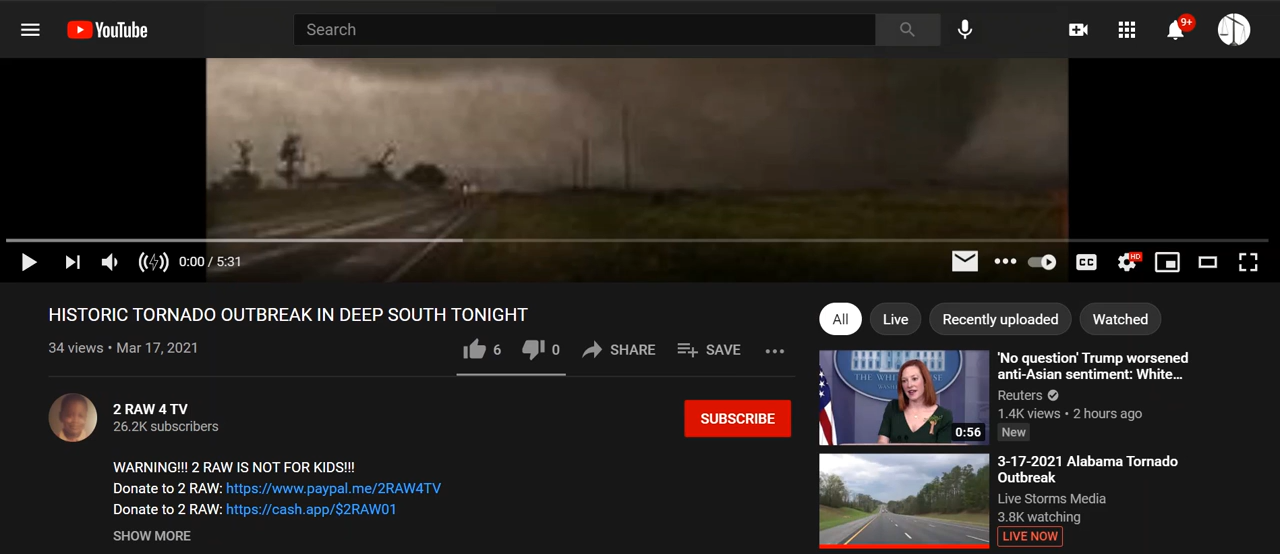 YouTube
Search
9+
0:00 / 5:31
CC
HD
HISTORIC TORNADO OUTBREAK IN DEEP SOUTH TONIGHT
34 views • Mar 17, 2021
6
0
SHARE
SAVE
2 RAW 4 TV
26.2K subscribers
SUBSCRIBE
WARNING!!! 2 RAW IS NOT FOR KIDS!!!
Donate to 2 RAW: https://www.paypal.me/2RAW4TV
Donate to 2 RAW: https://cash.app/$2RAW01
SHOW MORE
All
Live
Recently uploaded
Watched
THE WH
WASHIN
0:56
'No question' Trump worsened
anti-Asian sentiment: White...
Reuters
1.4K views • 2 hours ago
New
3-17-2021 Alabama Tornado
Outbreak
Live Storms Media
3.8K watching
LIVE NOW